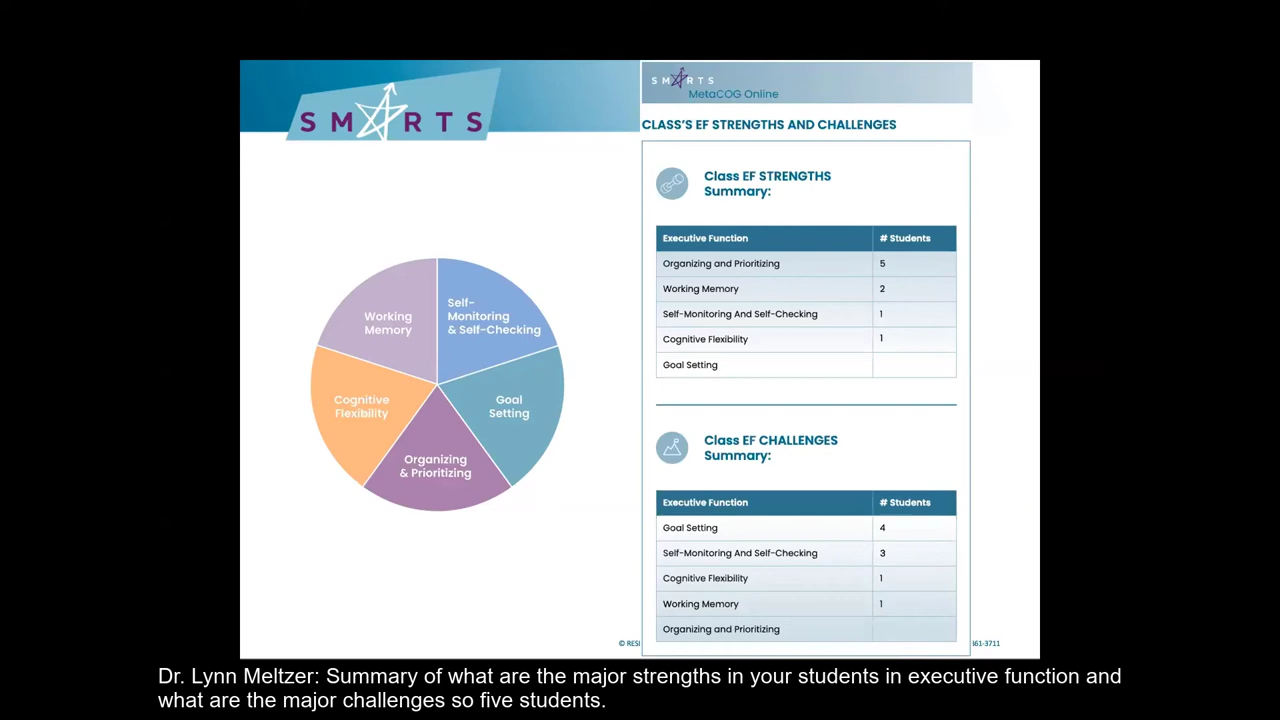 SMARTS
SMARTS
MetaCOG Online
CLASS'S EF STRENGTHS AND CHALLENGES
Class EF STRENGTHS
Summary:
Executive Function # Students
Organizing and Prioritizing 5
Working Memory 2
Self-Monitoring And Self-Checking 1
Cognitive Flexibility 1
Goal Setting
Class EF CHALLENGES
Summary:
Executive Function # Students
Goal Setting 4
Self-Monitoring And Self-Checking 3
Cognitive Flexibility 1
Working Memory 1
Organizing and Prioritizing
Working
Memory
Self-
Monitoring
& Self-Checking
Cognitive
Flexibility
Goal
Setting
Organizing
& Prioritizing
© RES
361-3711
Dr. Lynn Meltzer: Summary of what are the major strengths in your students in executive function and
what are the major challenges so five students.